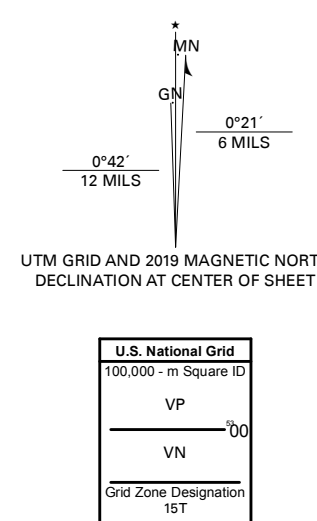 ★
MN
GN
0°21´
6 MILS
0°42´
12 MILS
UTM GRID AND 2019 MAGNETIC NORT
DECLINATION AT CENTER OF SHEET
U.S. National Grid
100,000 - m Square ID
VP
5300
VN
Grid Zone Designation
15T